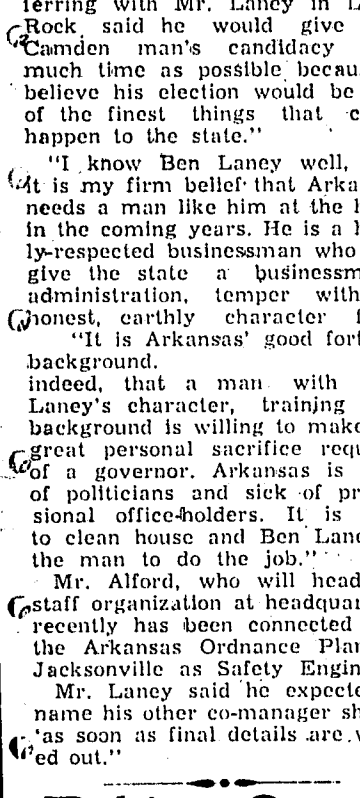 ferring with Mr. Laney in L
Rock said he would give
Camden man's candidacy
much time as possible becau
believe his election would be
of the finest things that c
happen to the state."
"I know Ben Laney well,
it is my firm belief that Arka
needs a man like him at the h
in the coming years. He is a h
ly-respected businessman who
give the state a businessm
administration, temper with
honest, earthly character f
"It is Arkansas' good fort
background.
indeed, that a man with
Laney's character, training
background is willing to make
great personal sacrifice requ
of a governor. Arkansas is
of politicians and sick of pr
sional office-holders. It is
to clean house and Ben Lane
the man to do the job."
Mr. Alford, who will head
staff organization at headquar
recently has been connected
the Arkansas Ordnance Plan
Jacksonville as Safety Engin
Mr. Laney said he expecte
name his other co-manager sh
"as soon as final details are w
ed out."